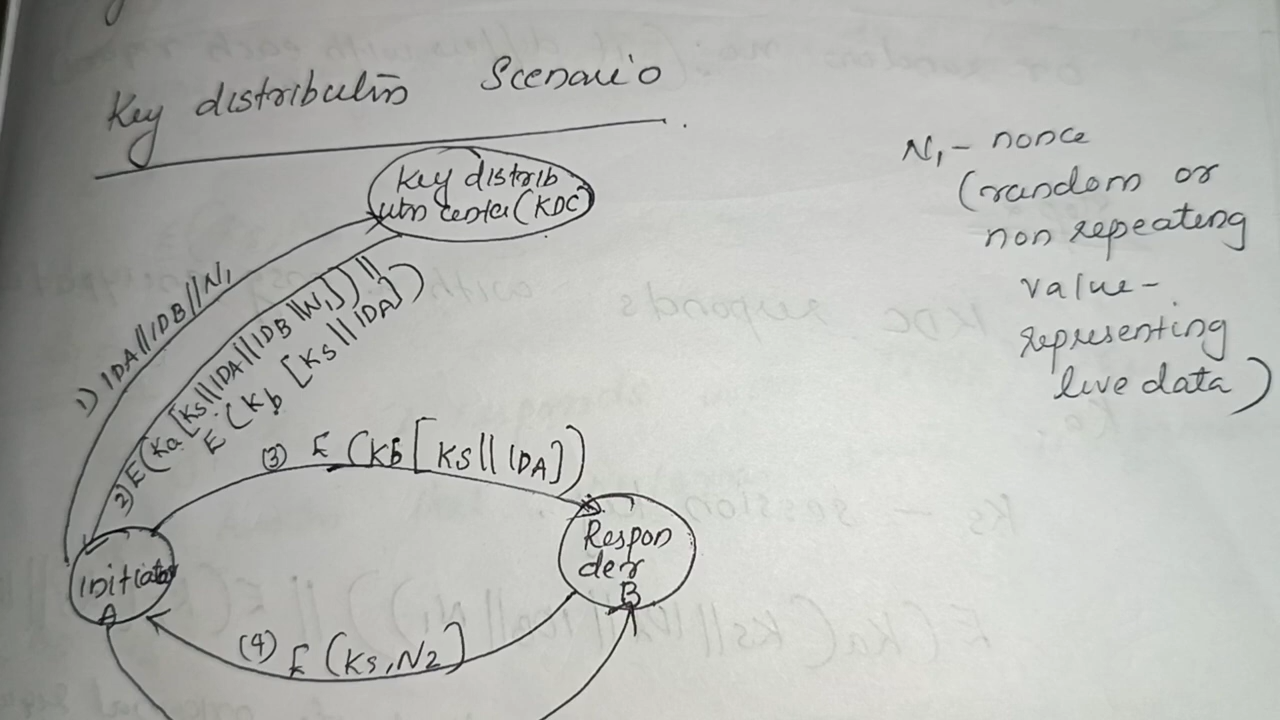 Key distribution Scenario
Key distrib
ution center (KDC)
N1 - nonce
(random or
non repeating
value -
representing
live data)
1) IDA || IDB || N1
2) E(Ka [Ks || IDA || IDB || N1]) ||
E (Kb [Ks || IDA])
(3) E (Kb [Ks || IDA])
Initiator
A
Respon
der
B
(4) E (Ks, N2)